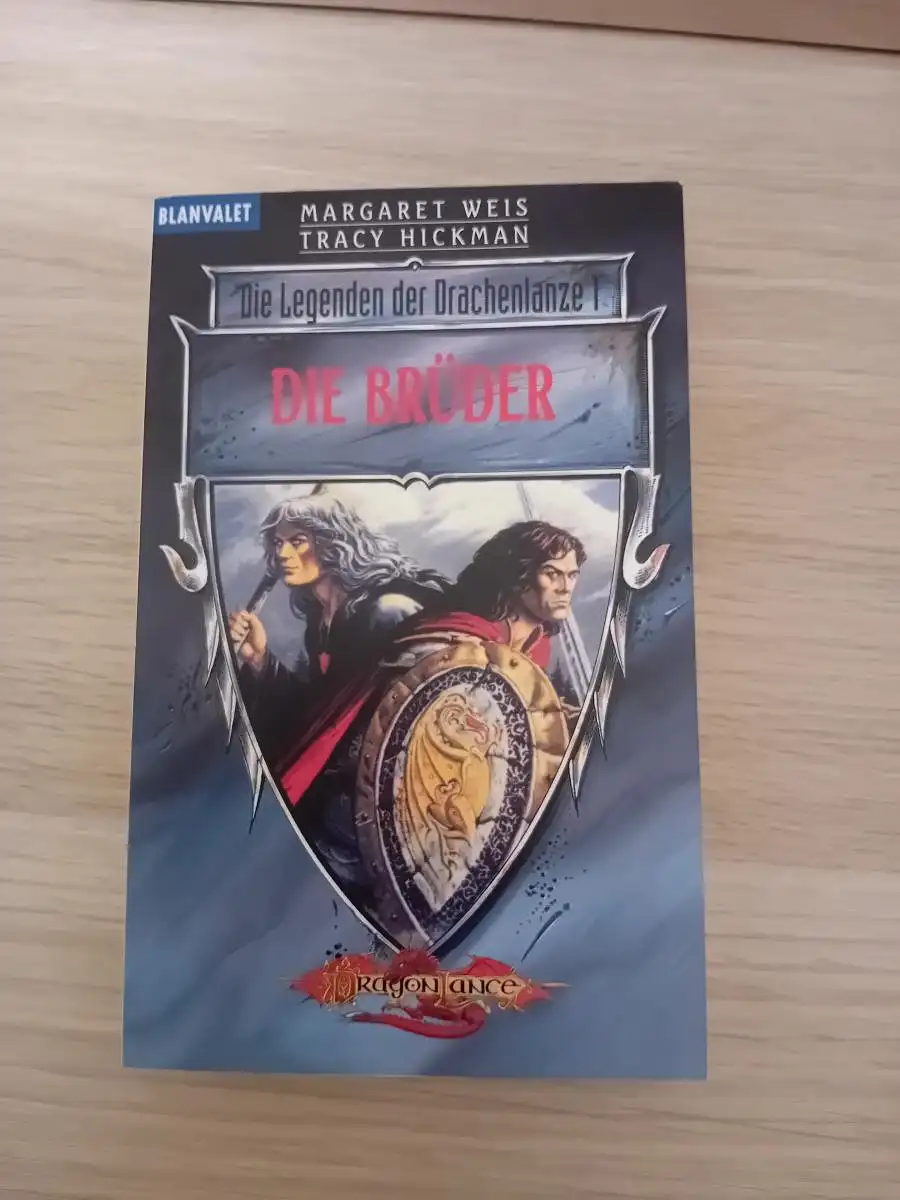 BLANVALET
MARGARET WEIS
TRACY HICKMAN
Die Legenden der Drachenlanze 1
DIE BRÜDER
DRAGONLANCE